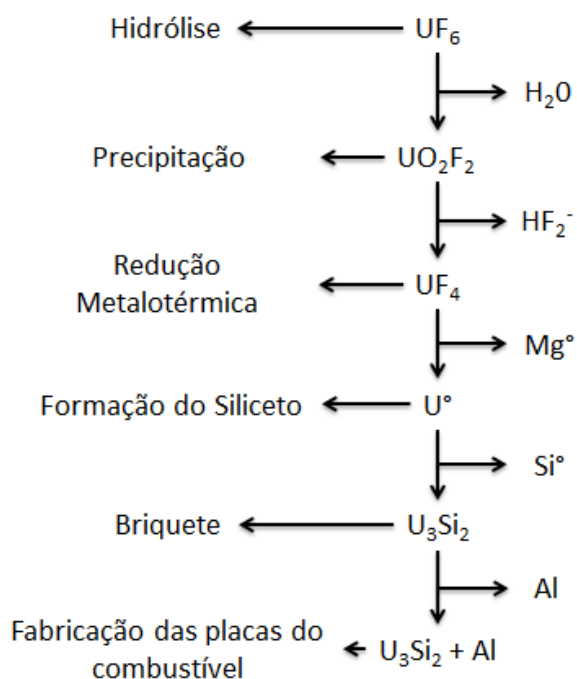 Hidrólise UF₆
H₂0
Precipitação UO₂F₂
HF₂⁻
Redução
Metalotérmica UF₄
Mg°
Formação do Siliceto U°
Si°
Briquete U₃Si₂
Al
Fabricação das placas do
combustível U₃Si₂ + Al